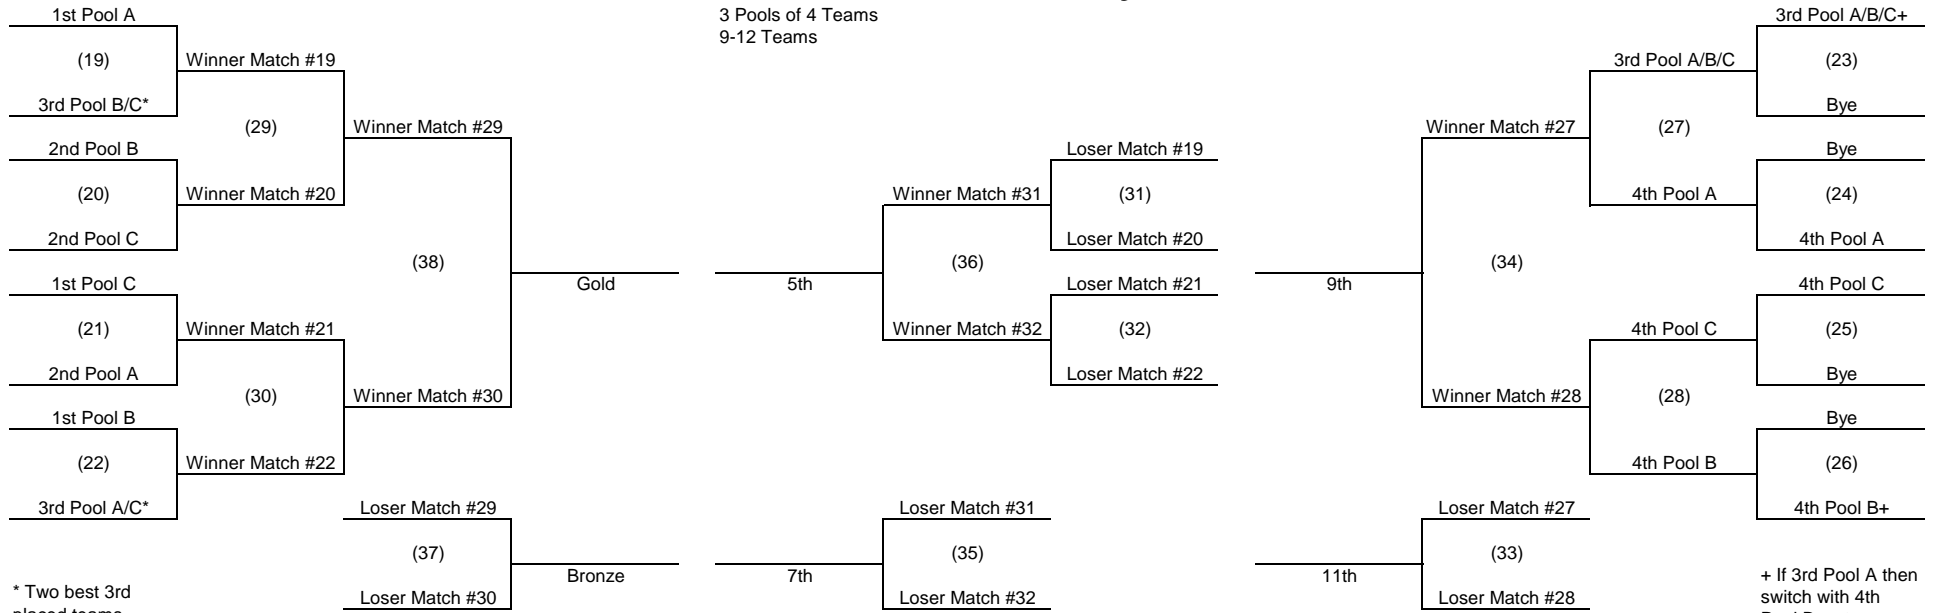 3 Pools of 4 Teams
9-12 Teams
1st Pool A
(19)
3rd Pool B/C*
2nd Pool B
(20)
2nd Pool C
1st Pool C
(21)
2nd Pool A
1st Pool B
(22)
3rd Pool A/C*
Winner Match #19
(29)
Winner Match #20
Winner Match #21
(30)
Winner Match #22
Winner Match #29
(38)
Winner Match #30
Gold
Loser Match #29
(37)
Loser Match #30
Bronze
* Two best 3rd
placed teams
5th
Winner Match #31
(36)
Winner Match #32
Loser Match #19
(31)
Loser Match #20
Loser Match #21
(32)
Loser Match #22
7th
Loser Match #31
(35)
Loser Match #32
9th
Winner Match #27
(34)
Winner Match #28
3rd Pool A/B/C
(27)
4th Pool A
4th Pool C
(28)
4th Pool B
3rd Pool A/B/C+
(23)
Bye
Bye
(24)
4th Pool A
4th Pool C
(25)
Bye
Bye
(26)
4th Pool B+
11th
Loser Match #27
(33)
Loser Match #28
+ If 3rd Pool A then
switch with 4th